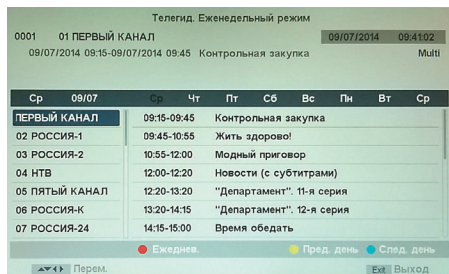 Телегид. Еженедельный режим
0001 01 ПЕРВЫЙ КАНАЛ 09/07/2014 09:41:02
09/07/2014 09:15-09/07/2014 09:45 Контрольная закупка Multi
Ср 09/07 Ср Чт Пт Сб Вс Пн Вт Ср
ПЕРВЫЙ КАНАЛ 09:15-09:45 Контрольная закупка
02 РОССИЯ-1 09:45-10:55 Жить здорово!
03 РОССИЯ-2 10:55-12:00 Модный приговор
04 НТВ 12:00-12:20 Новости (с субтитрами)
05 ПЯТЫЙ КАНАЛ 12:20-13:20 "Департамент". 11-я серия
06 РОССИЯ-К 13:20-14:15 "Департамент". 12-я серия
07 РОССИЯ-24 14:15-15:00 Время обедать
Ежеднев. Пред. день След. день
Перем. Exit Выход